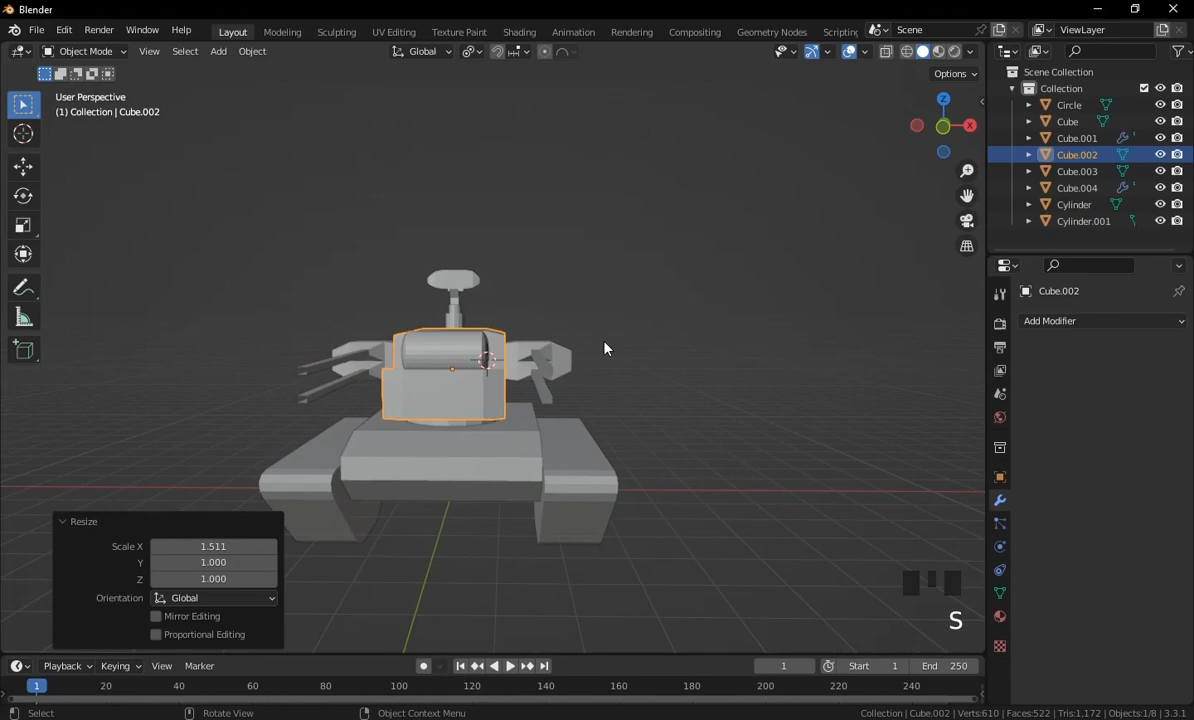 Blender
File Edit Render Window Help Layout Modeling Sculpting UV Editing Texture Paint Shading Animation Rendering Compositing Geometry Nodes Scripting Scene ViewLayer
Object Mode View Select Add Object Global
Options
User Perspective
(1) Collection | Cube.002
Z
X
Scene Collection
Collection
Circle
Cube
Cube.001
Cube.002
Cube.003
Cube.004
Cylinder
Cylinder.001
Cube.002
Add Modifier
Resize
Scale X 1.511
Y 1.000
Z 1.000
Orientation Global
Mirror Editing
Proportional Editing
S
Playback Keying View Marker 1 Start 1 End 250
1 20 40 60 80 100 120 140 160 180 200 220 240
Select Rotate View Object Context Menu Collection | Cube.002 | Verts:610 | Faces:522 | Tris:1,172 | Objects:1/8 | 3.3.1